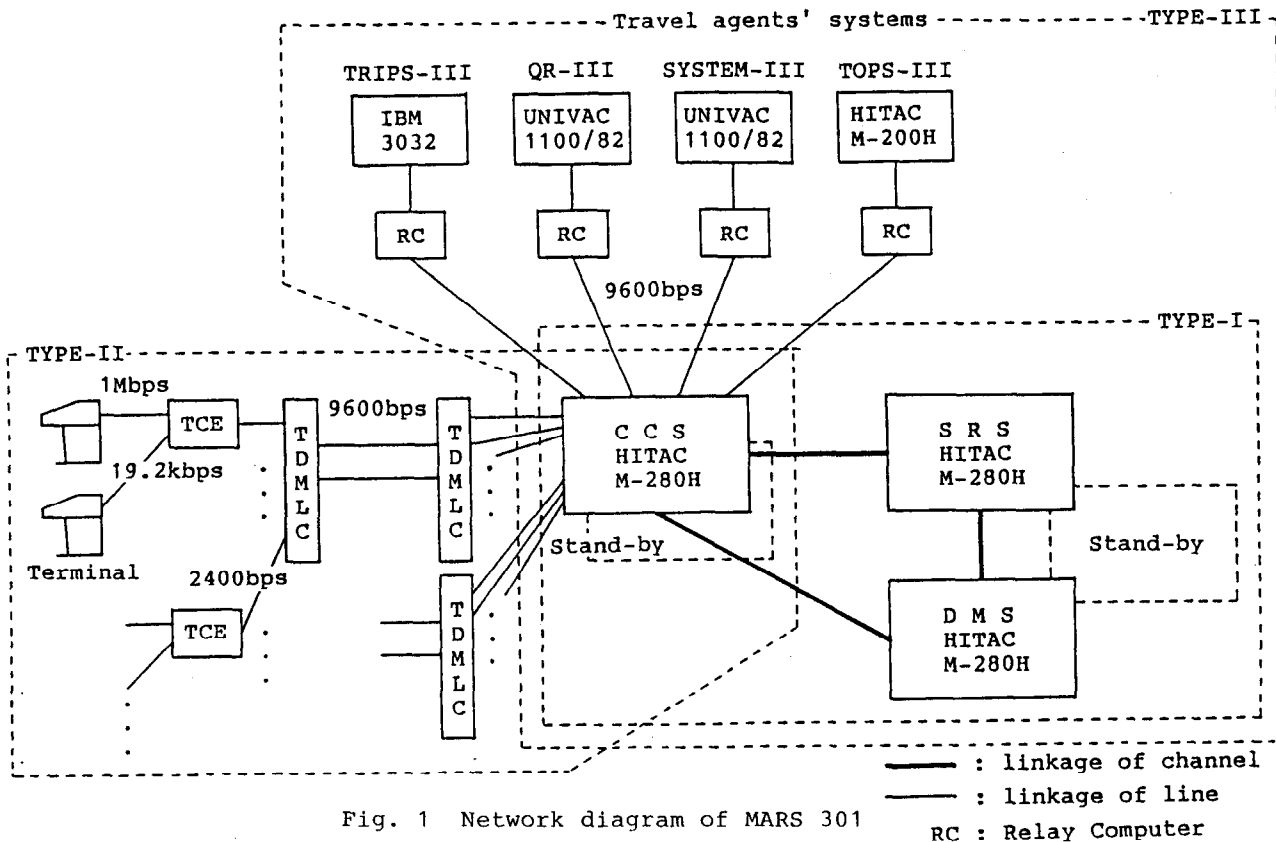 Travel agents' systems
TYPE-III
TRIPS-III
QR-III
SYSTEM-III
TOPS-III
IBM
3032
UNIVAC
1100/82
UNIVAC
1100/82
HITAC
M-200H
RC
RC
RC
RC
9600bps
TYPE-I
TYPE-II
1Mbps
TCE
9600bps
TDMLC
TDMLC
19.2kbps
Terminal
2400bps
TCE
TDMLC
C C S
HITAC
M-280H
Stand-by
S R S
HITAC
M-280H
Stand-by
D M S
HITAC
M-280H
: linkage of channel
: linkage of line
RC : Relay Computer
Fig. 1 Network diagram of MARS 301